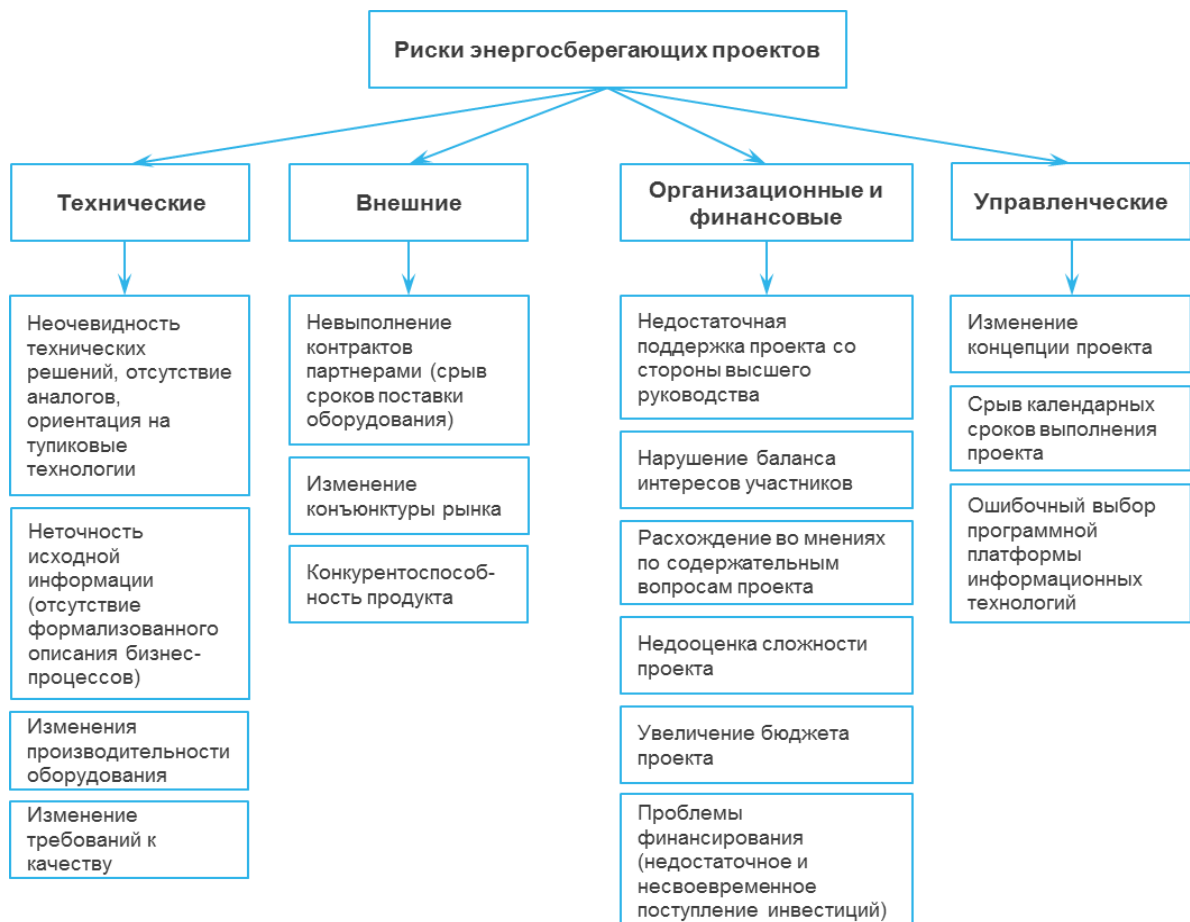 Риски энергосберегающих проектов
Технические
Неочевидность
технических
решений, отсутствие
аналогов,
ориентация на
тупиковые
технологии
Неточность
исходной
информации
(отсутствие
формализованного
описания бизнес-
процессов)
Изменения
производительности
оборудования
Изменение
требований к
качеству
Внешние
Невыполнение
контрактов
партнерами (срыв
сроков поставки
оборудования)
Изменение
конъюнктуры рынка
Конкурентоспособ-
ность продукта
Организационные и
финансовые
Недостаточная
поддержка проекта со
стороны высшего
руководства
Нарушение баланса
интересов участников
Расхождение во мнениях
по содержательным
вопросам проекта
Недооценка сложности
проекта
Увеличение бюджета
проекта
Проблемы
финансирования
(недостаточное и
несвоевременное
поступление инвестиций)
Управленческие
Изменение
концепции проекта
Срыв календарных
сроков выполнения
проекта
Ошибочный выбор
программной
платформы
информационных
технологий